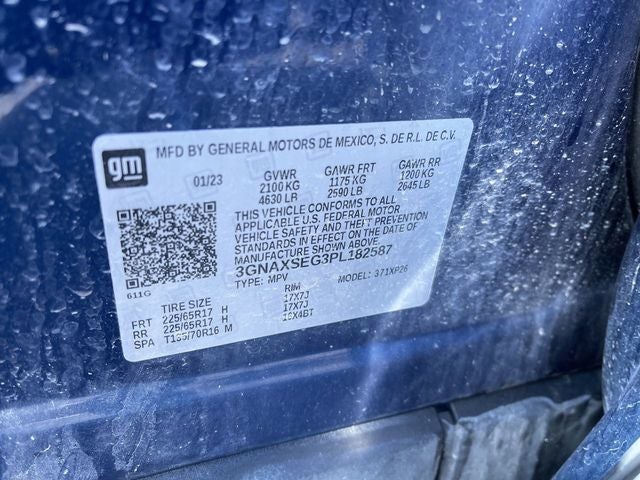 gm MFD BY GENERAL MOTORS DE MEXICO, S. DE R.L. DE C.V.
01/23 GVWR GAWR FRT GAWR RR
2100 KG 1175 KG 1200 KG
4630 LB 2590 LB 2645 LB
THIS VEHICLE CONFORMS TO ALL
APPLICABLE U.S. FEDERAL MOTOR
VEHICLE SAFETY AND THEFT PREVENTION
STANDARDS IN EFFECT ON THE DATE OF
MANUFACTURE SHOWN ABOVE.
3GNAXSEG3PL182587
TYPE: MPV MODEL: 371XP26
611G
TIRE SIZE RIM
FRT 225/65R17 H 17X7J
RR 225/65R17 H 17X7J
SPA T135/70R16 M 16X4BT